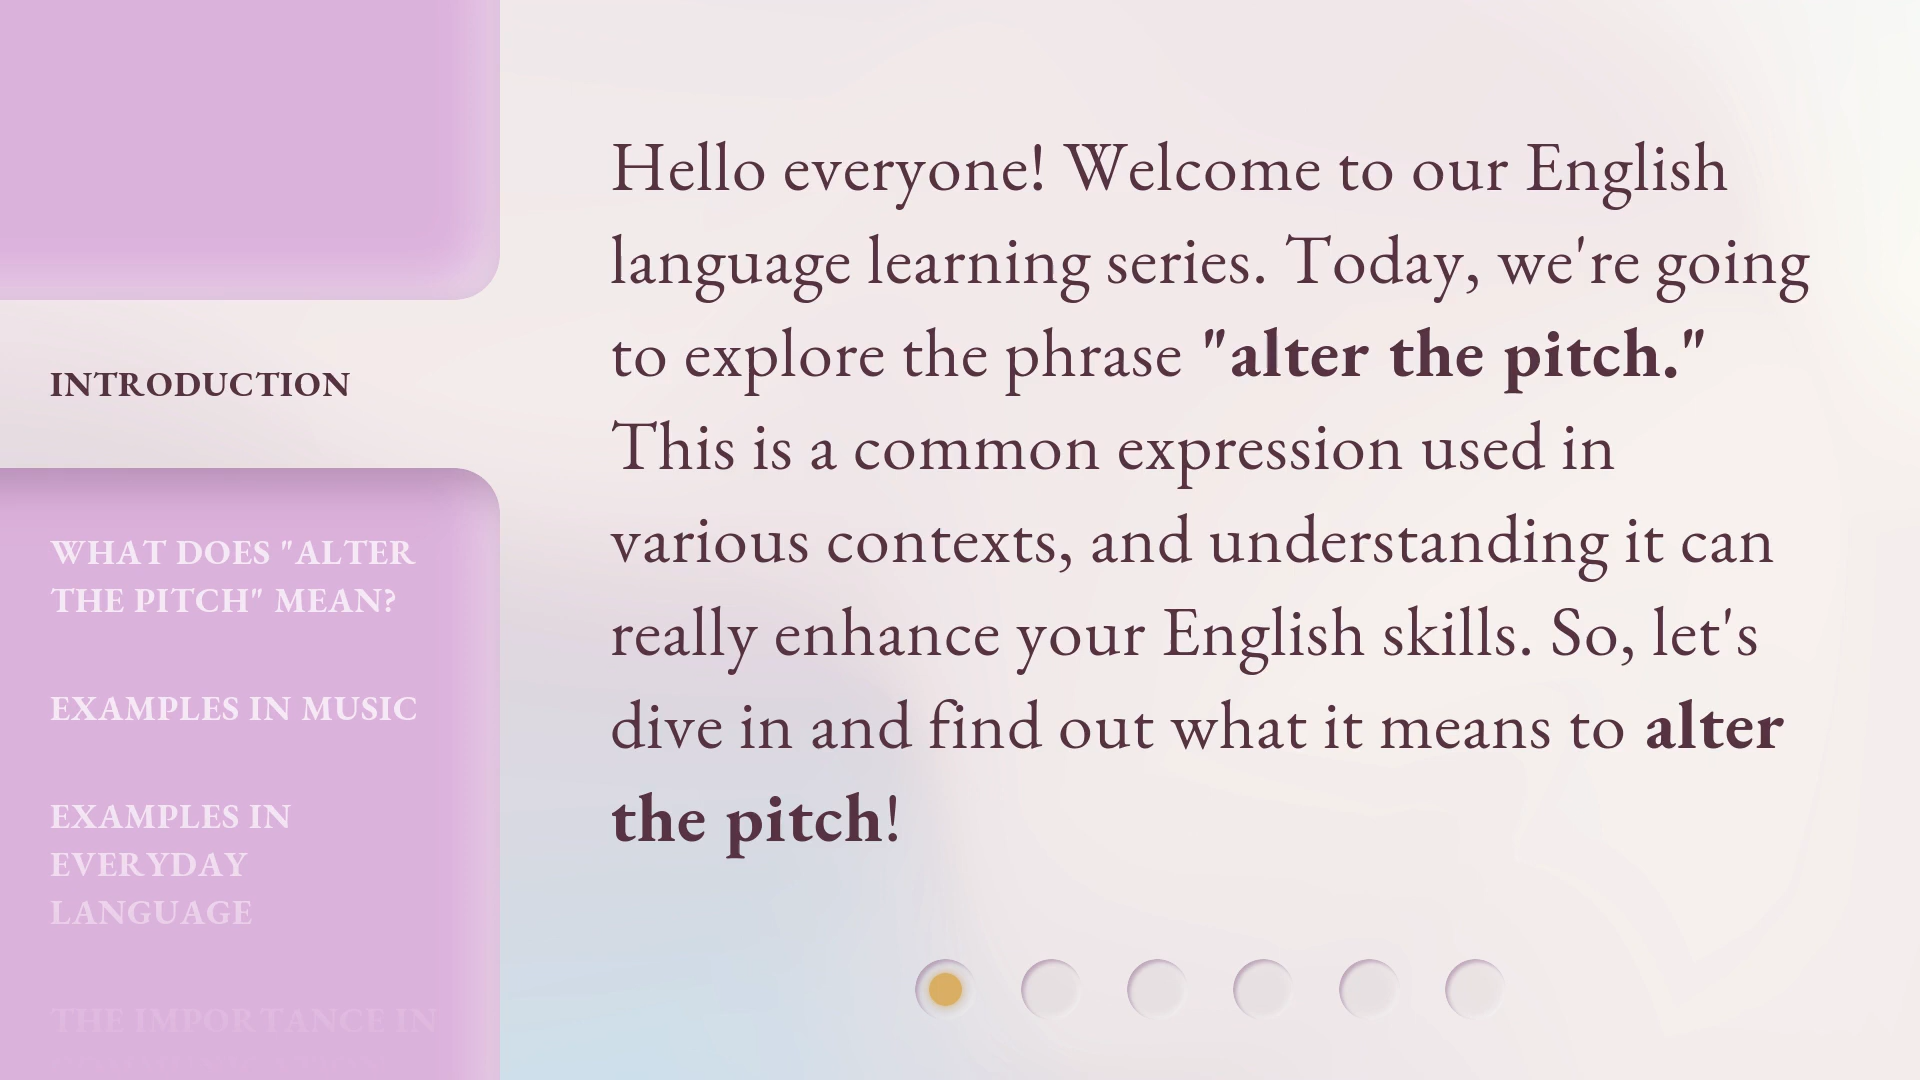 INTRODUCTION
WHAT DOES "ALTER
THE PITCH" MEAN?
EXAMPLES IN MUSIC
EXAMPLES IN
EVERYDAY
LANGUAGE
THE IMPORTANCE IN
Hello everyone! Welcome to our English
language learning series. Today, we're going
to explore the phrase "alter the pitch."
This is a common expression used in
various contexts, and understanding it can
really enhance your English skills. So, let's
dive in and find out what it means to alter
the pitch!